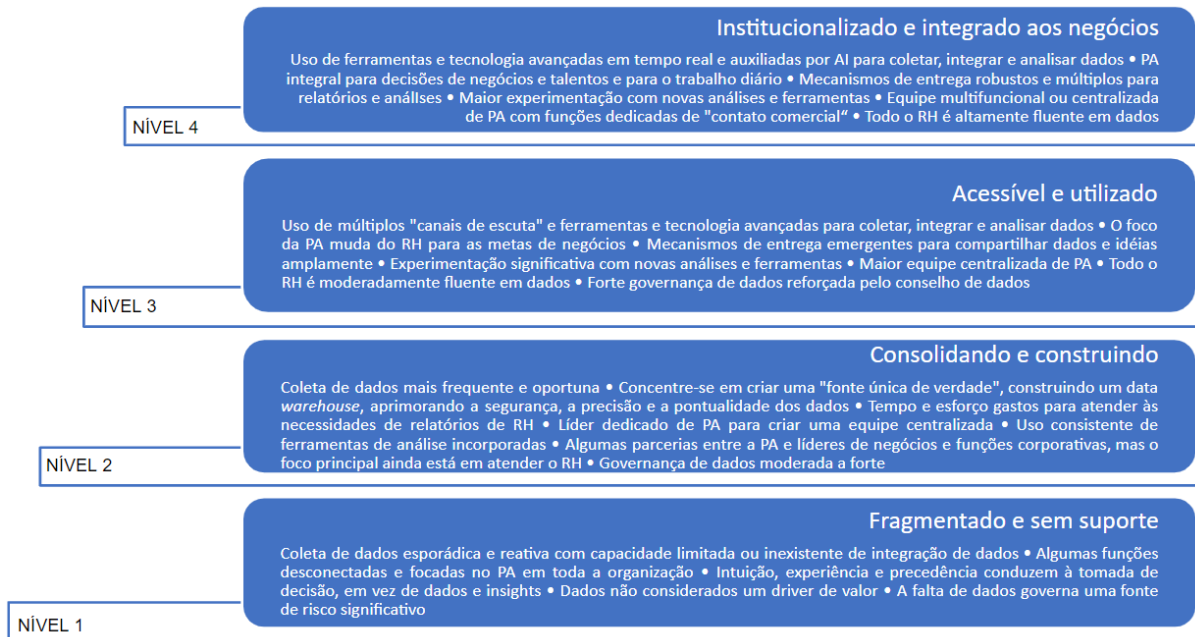 Institucionalizado e integrado aos negócios
Uso de ferramentas e tecnologia avançadas em tempo real e auxiliadas por AI para coletar, integrar e analisar dados • PA
integral para decisões de negócios e talentos e para o trabalho diário • Mecanismos de entrega robustos e múltiplos para
relatórios e análises • Maior experimentação com novas análises e ferramentas • Equipe multifuncional ou centralizada
de PA com funções dedicadas de "contato comercial“ • Todo o RH é altamente fluente em dados
NÍVEL 4
Acessível e utilizado
Uso de múltiplos "canais de escuta" e ferramentas e tecnologia avançadas para coletar, integrar e analisar dados • O foco
da PA muda do RH para as metas de negócios • Mecanismos de entrega emergentes para compartilhar dados e idéias
amplamente • Experimentação significativa com novas análises e ferramentas • Maior equipe centralizada de PA • Todo o
RH é moderadamente fluente em dados • Forte governança de dados reforçada pelo conselho de dados
NÍVEL 3
Consolidando e construindo
Coleta de dados mais frequente e oportuna • Concentre-se em criar uma "fonte única de verdade", construindo um data
warehouse, aprimorando a segurança, a precisão e a pontualidade dos dados • Tempo e esforço gastos para atender às
necessidades de relatórios de RH • Líder dedicado de PA para criar uma equipe centralizada • Uso consistente de
ferramentas de análise incorporadas • Algumas parcerias entre a PA e líderes de negócios e funções corporativas, mas o
foco principal ainda está em atender o RH • Governança de dados moderada a forte
NÍVEL 2
Fragmentado e sem suporte
Coleta de dados esporádica e reativa com capacidade limitada ou inexistente de integração de dados • Algumas funções
desconectadas e focadas no PA em toda a organização • Intuição, experiência e precedência conduzem à tomada de
decisão, em vez de dados e insights • Dados não considerados um driver de valor • A falta de dados governa uma fonte
de risco significativo
NÍVEL 1